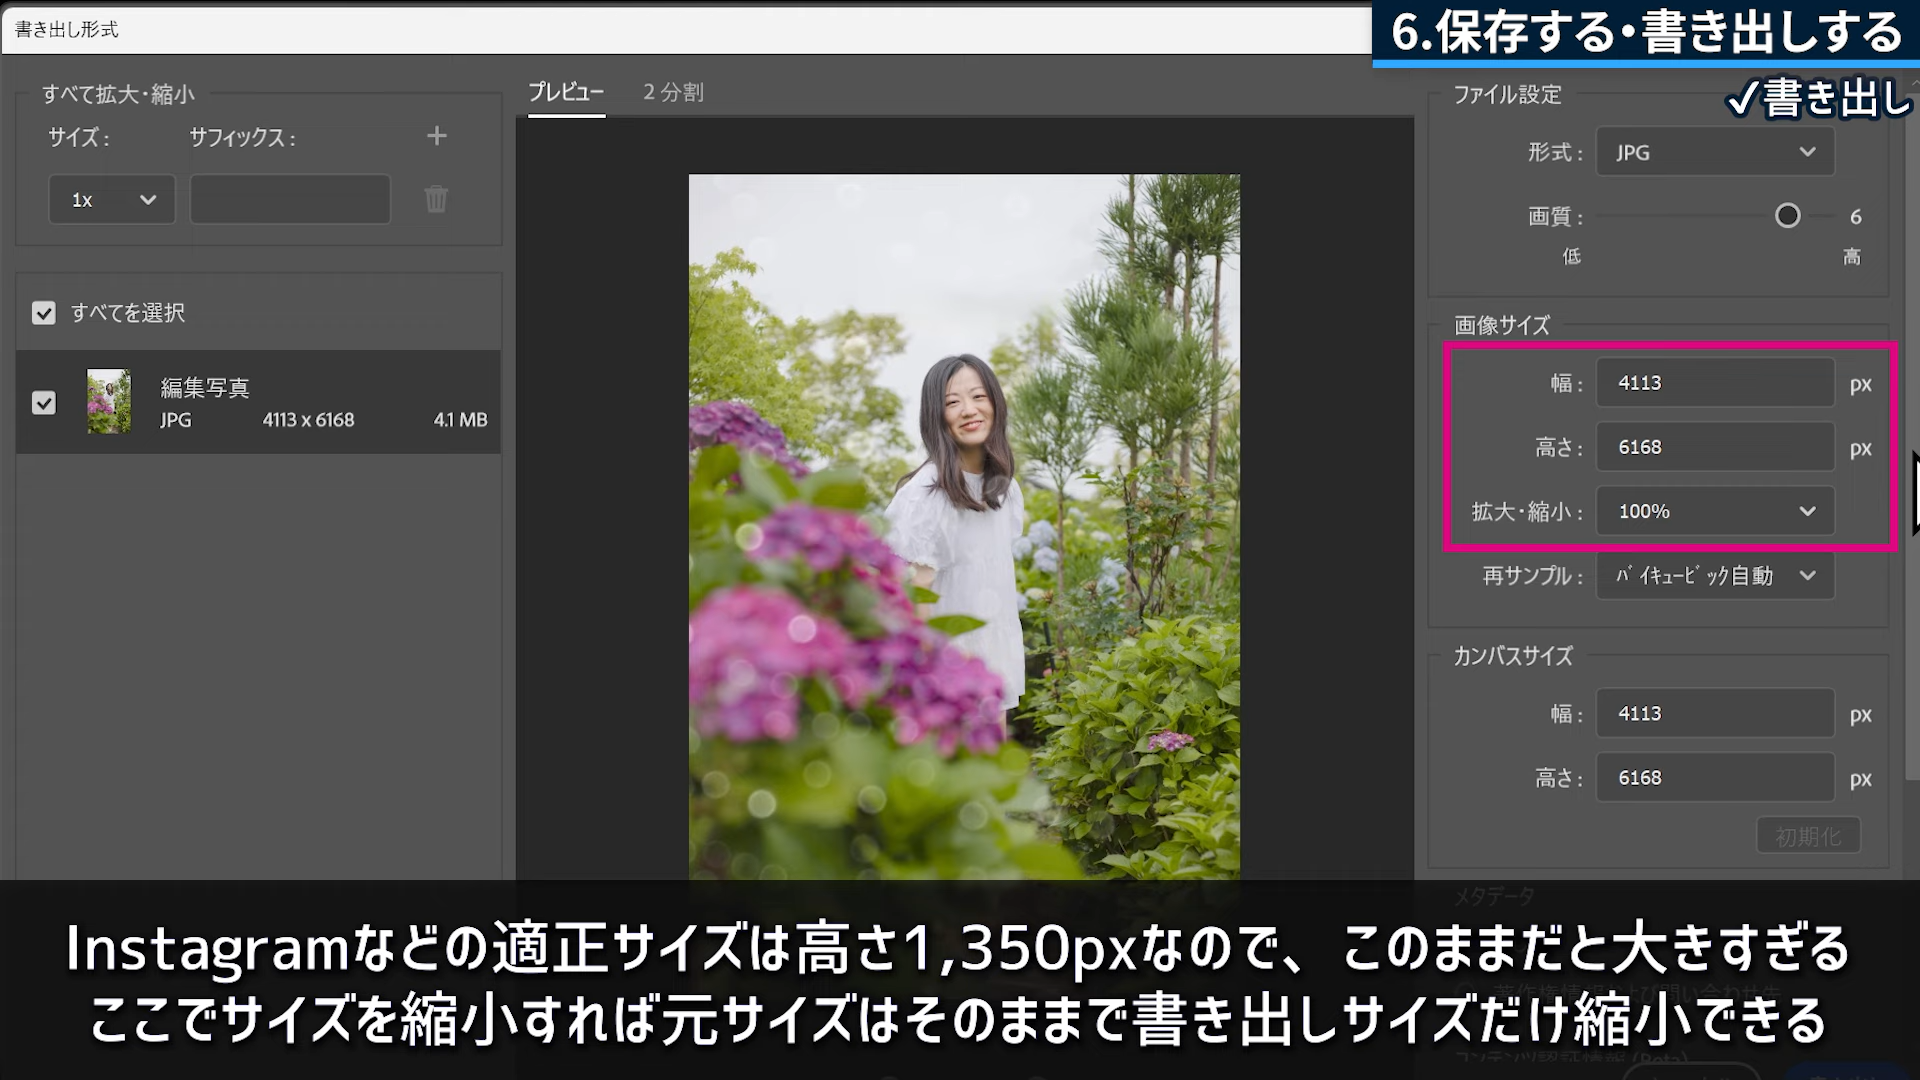 書き出し形式
6.保存する・書き出しする
✓書き出し
すべて拡大・縮小
サイズ:
サフィックス:
1x
すべてを選択
編集写真
JPG 4113 x 6168 4.1 MB
プレビュー
2 分割
ファイル設定
形式: JPG
画質: 6
低 高
画像サイズ
幅: 4113 px
高さ: 6168 px
拡大・縮小: 100%
再サンプル: バイキュービック自動
カンバスサイズ
幅: 4113 px
高さ: 6168 px
初期化
メタデータ
Instagramなどの適正サイズは高さ1,350pxなので、このままだと大きすぎる
ここでサイズを縮小すれば元サイズはそのままで書き出しサイズだけ縮小できる